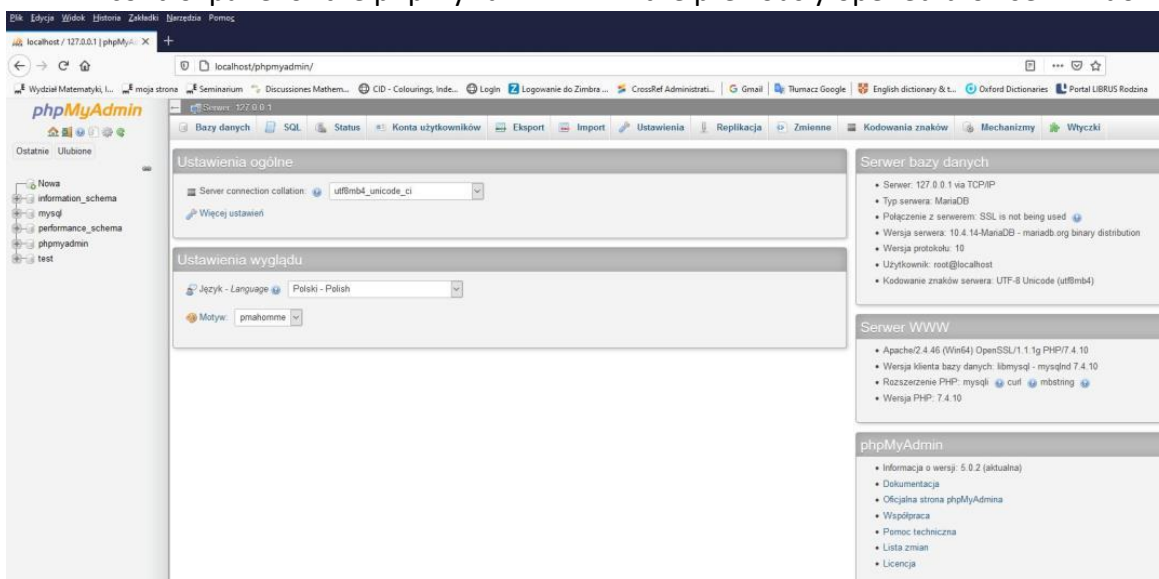 Plik Edycja Widok Historia Zakładki Narzędzia Pomoc
localhost / 127.0.0.1 | phpMyA
localhost/phpmyadmin/
Wydział Matematyki, I... moja strona Seminarium Discussiones Mathem... CID - Colourings, Inde... Login Logowanie do Zimbra ... CrossRef Administrati... Gmail Tłumacz Google English dictionary & t... Oxford Dictionaries Portal LIBRUS Rodzina
phpMyAdmin
Ostatnie Ulubione
Nowa
information_schema
mysql
performance_schema
phpmyadmin
test
Serwer: 127.0.0.1
Bazy danych SQL Status Konta użytkowników Eksport Import Ustawienia Replikacja Zmienne Kodowania znaków Mechanizmy Wtyczki
Ustawienia ogólne
Server connection collation: utf8mb4_unicode_ci
Więcej ustawień
Ustawienia wyglądu
Język - Language Polski - Polish
Motyw: pmahomme
Serwer bazy danych
• Serwer: 127.0.0.1 via TCP/IP
• Typ serwera: MariaDB
• Połączenie z serwerem: SSL is not being used
• Wersja serwera: 10.4.14-MariaDB - mariadb.org binary distribution
• Wersja protokołu: 10
• Użytkownik: root@localhost
• Kodowanie znaków serwera: UTF-8 Unicode (utf8mb4)
Serwer WWW
• Apache/2.4.46 (Win64) OpenSSL/1.1.1g PHP/7.4.10
• Wersja klienta bazy danych: libmysql - mysqlnd 7.4.10
• Rozszerzenie PHP: mysqli curl mbstring
• Wersja PHP: 7.4.10
phpMyAdmin
• Informacja o wersji: 5.0.2 (aktualna)
• Dokumentacja
• Oficjalna strona phpMyAdmina
• Współpraca
• Pomoc techniczna
• Lista zmian
• Licencja